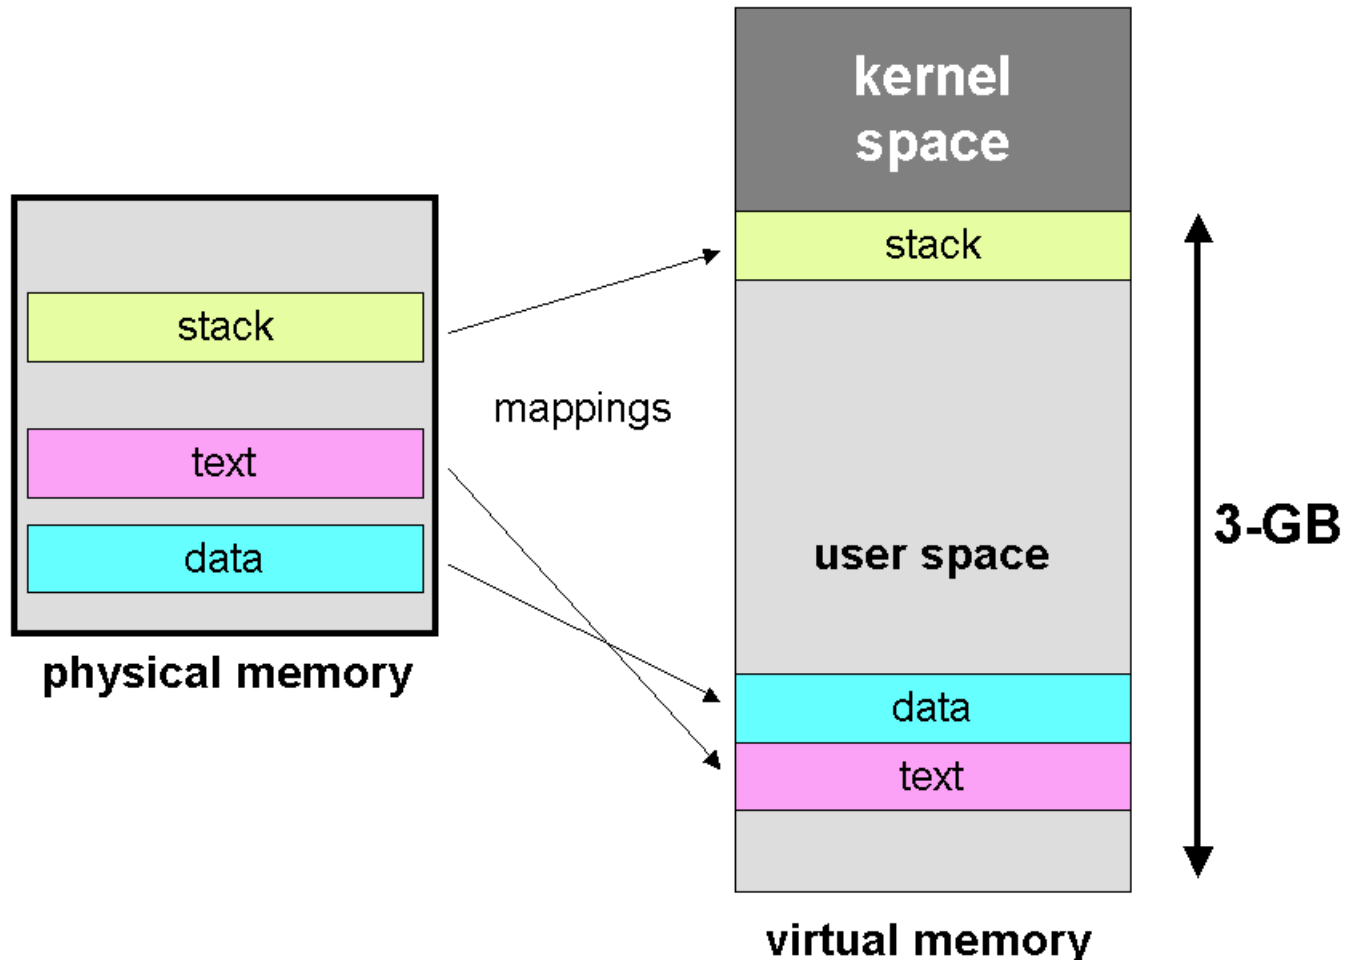 kernel
space
stack
stack
mappings
text
3-GB
data
user space
physical memory
data
text
virtual memory